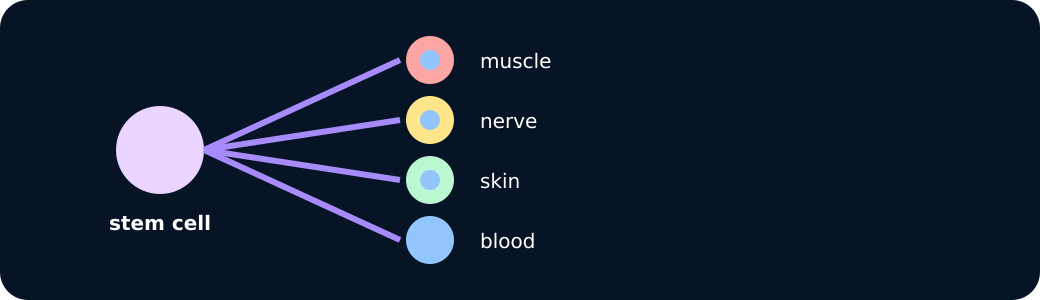 muscle
nerve
skin
stem cell
blood